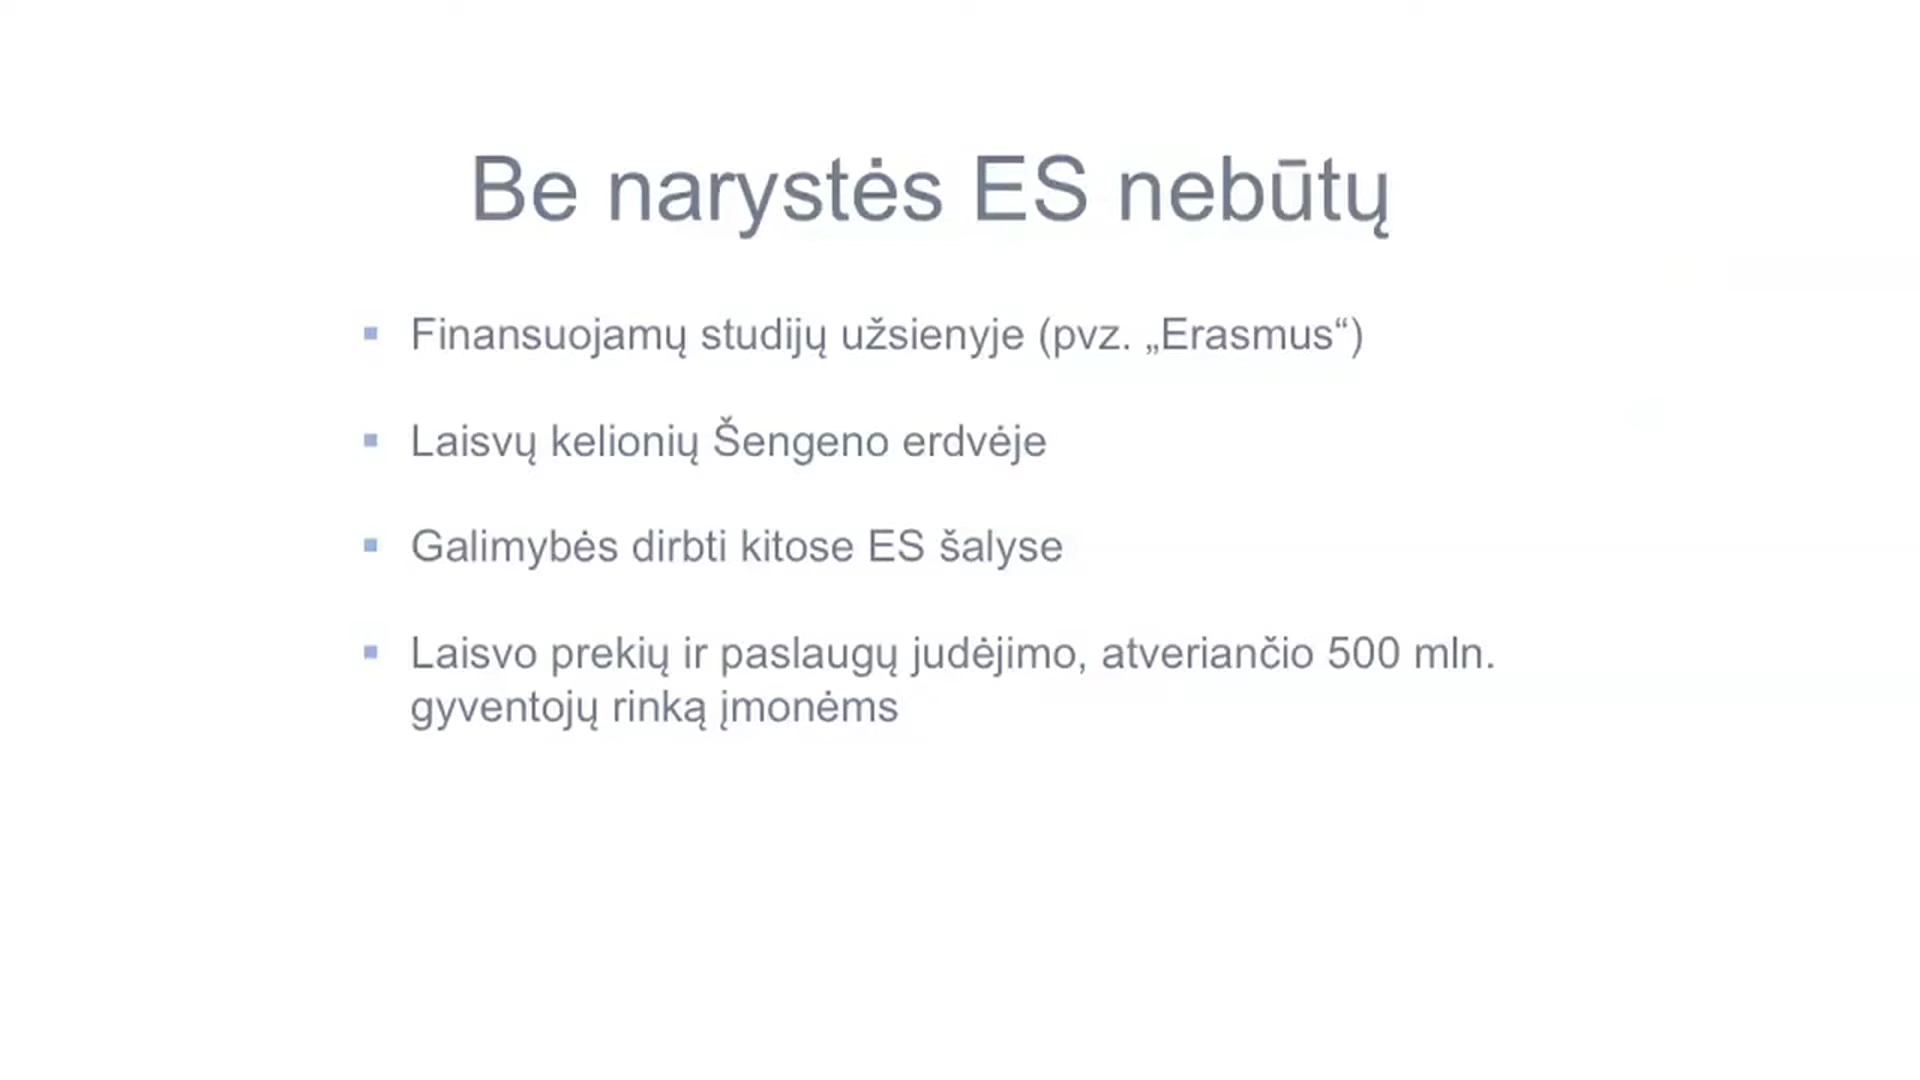 Be narystės ES nebūtų
▪ Finansuojamų studijų užsienyje (pvz. „Erasmus“)
▪ Laisvų kelionių Šengeno erdvėje
▪ Galimybės dirbti kitose ES šalyse
▪ Laisvo prekių ir paslaugų judėjimo, atveriančio 500 mln.
gyventojų rinką įmonėms